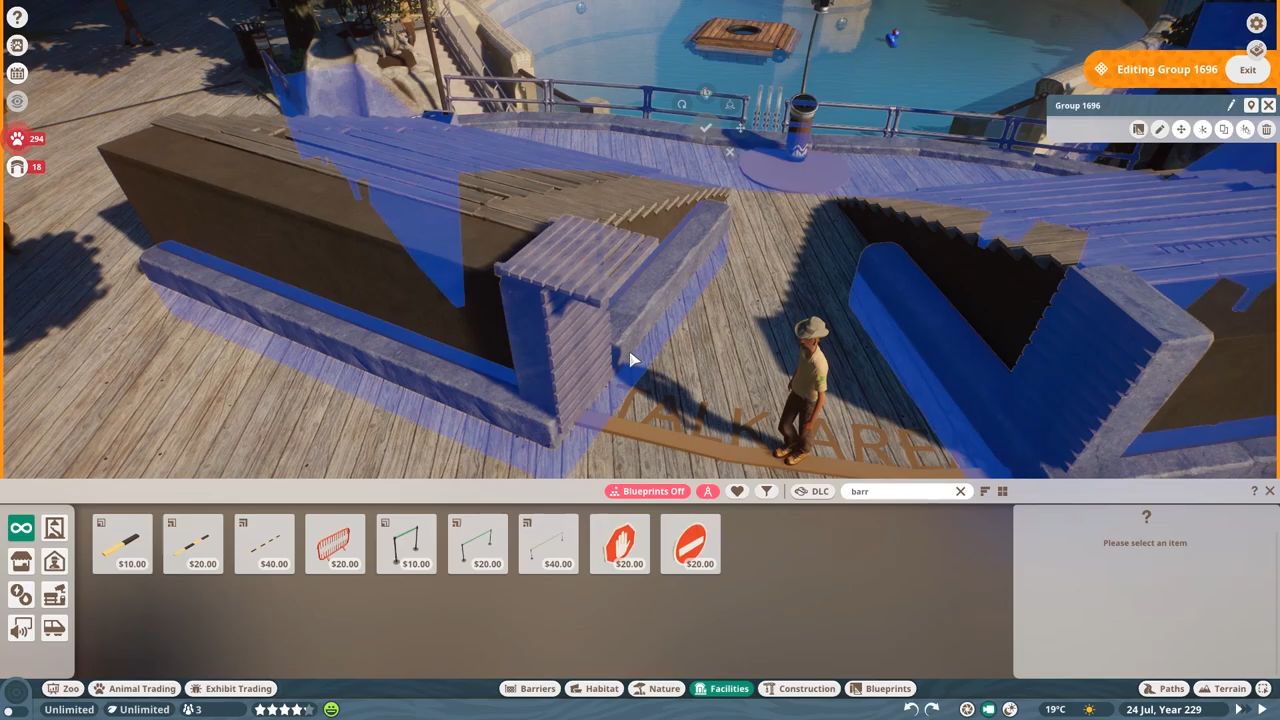 Editing Group 1696
Exit
Group 1696
294
18
TALK ARE
Blueprints Off
DLC
barr
?
$10.00
$20.00
$40.00
$20.00
$10.00
$20.00
$40.00
$20.00
$20.00
?
Please select an item
Zoo
Animal Trading
Exhibit Trading
Barriers
Habitat
Nature
Facilities
Construction
Blueprints
Paths
Terrain
Unlimited
Unlimited
3
19°C
24 Jul, Year 229